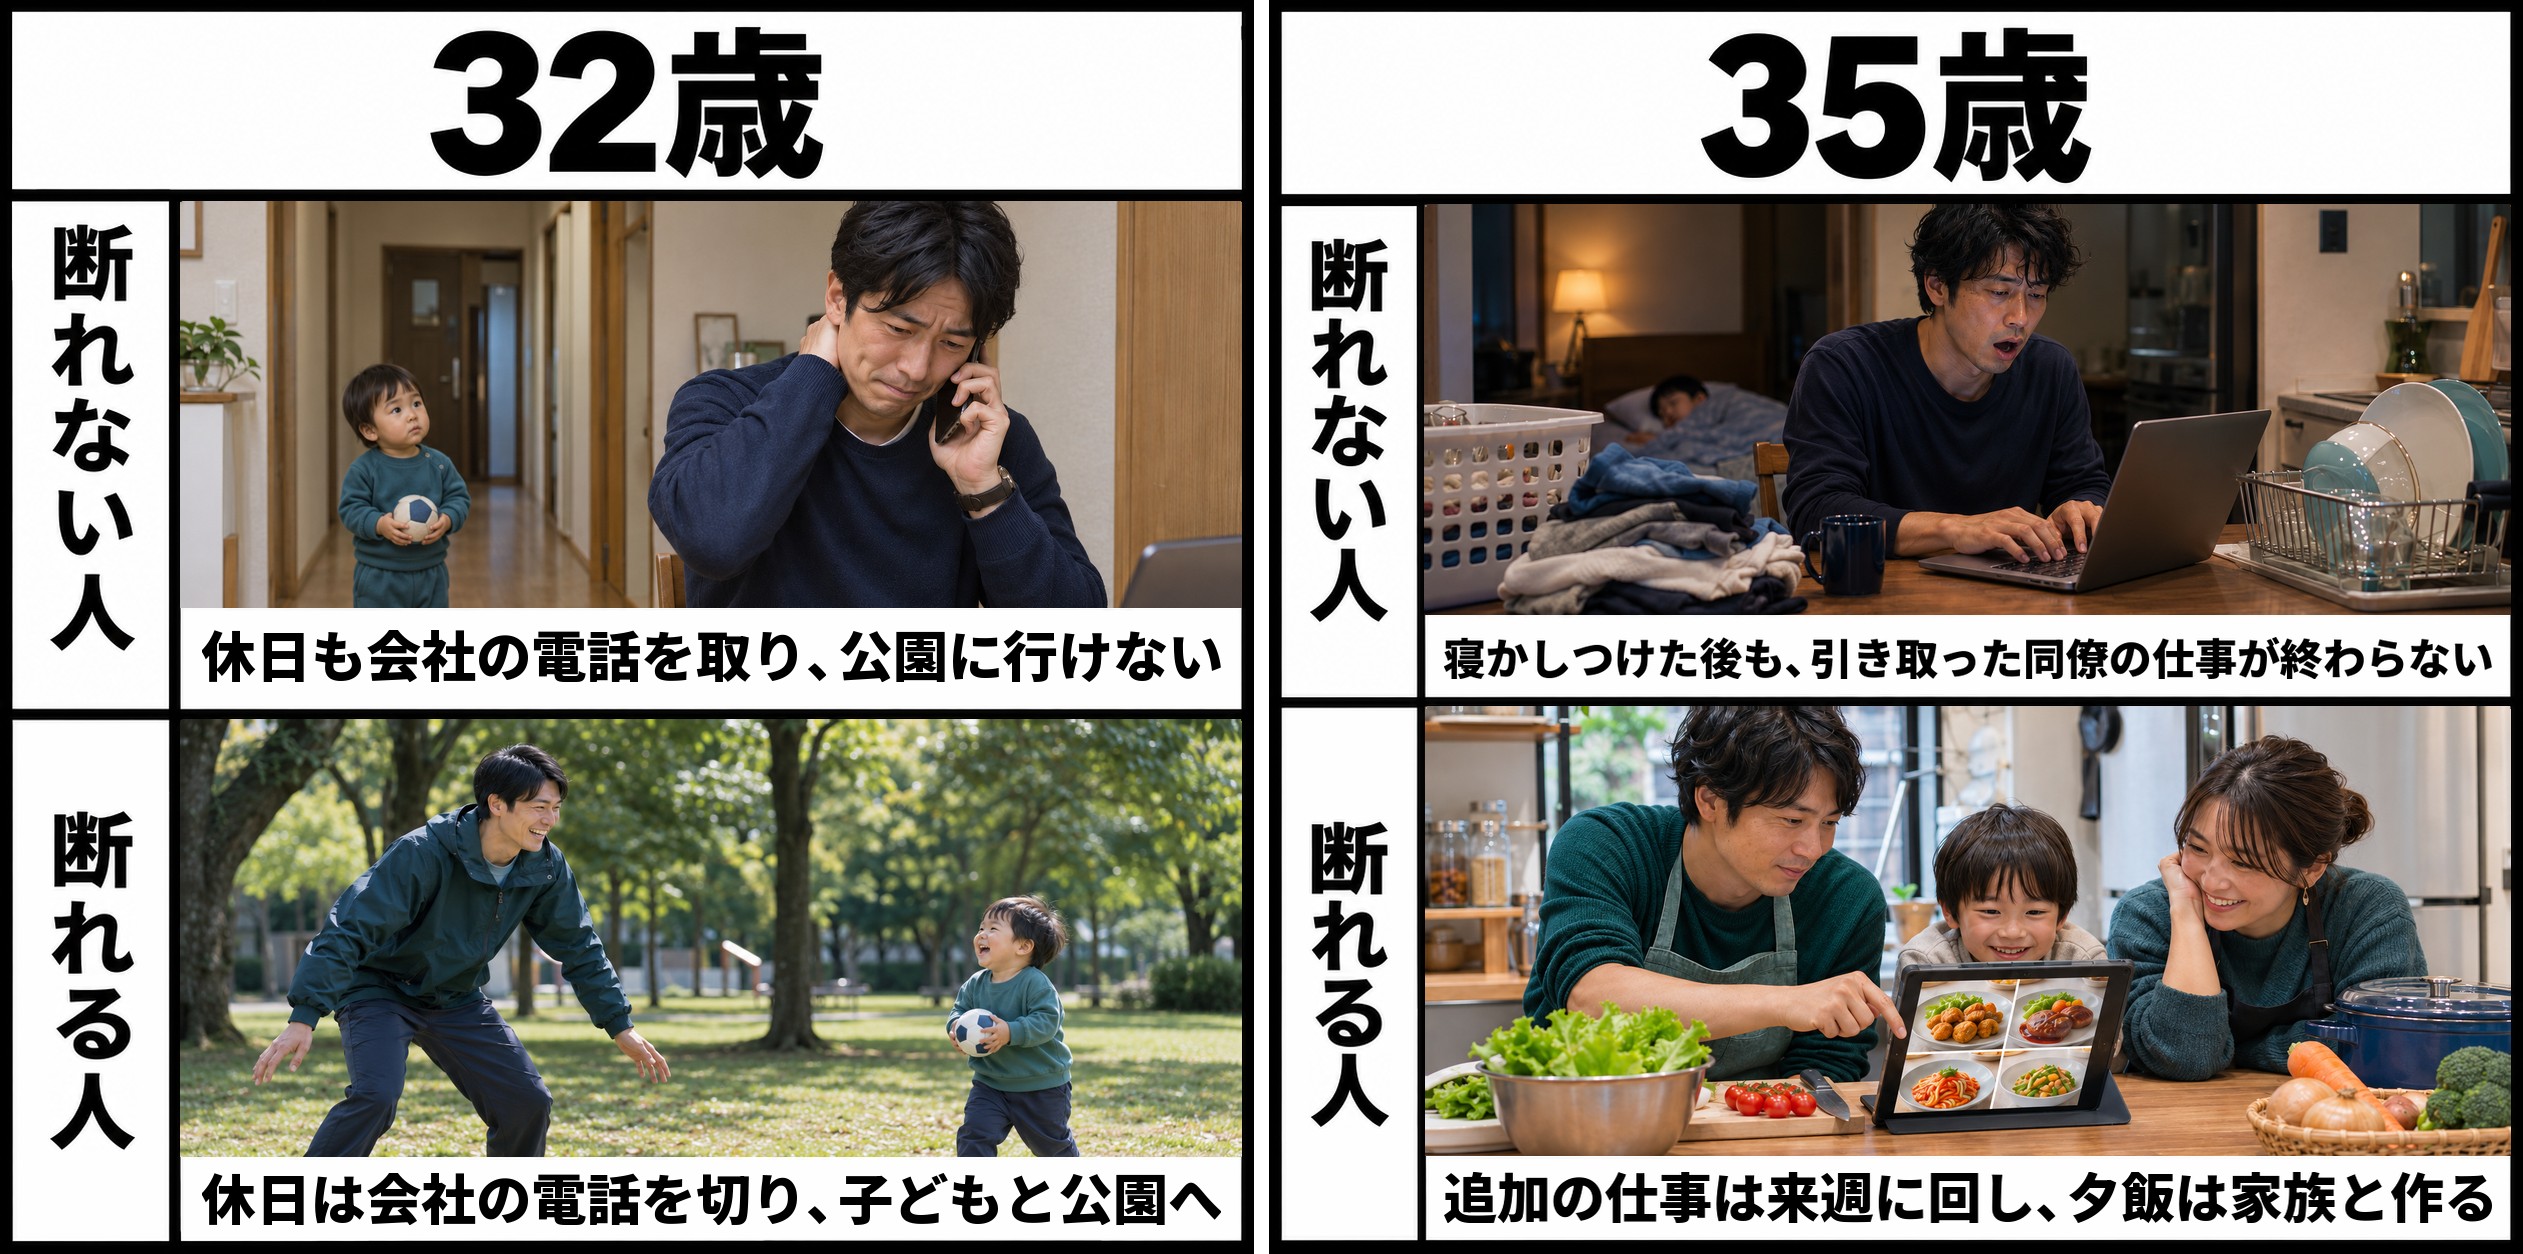 32歳
断れない人
休日も会社の電話を取り、公園に行けない
断れる人
休日は会社の電話を切り、子どもと公園へ
35歳
断れない人
寝かしつけた後も、引き取った同僚の仕事が終わらない
断れる人
追加の仕事は来週に回し、夕飯は家族と作る